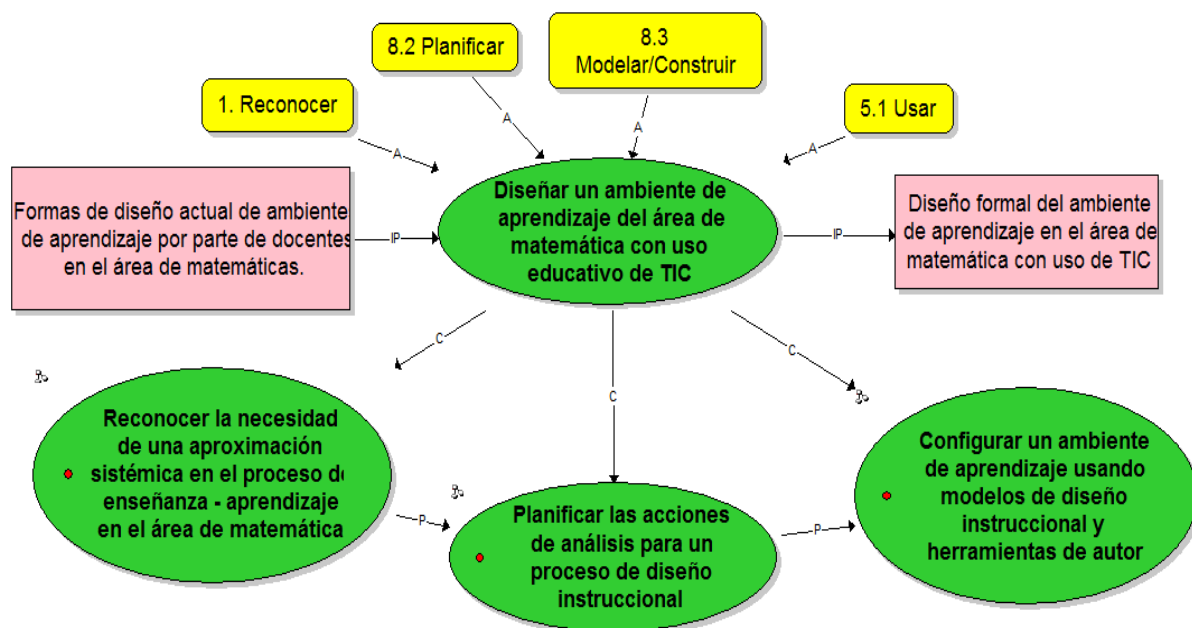 8.2 Planificar
8.3
Modelar/Construir
1. Reconocer
5.1 Usar
A
A
A
A
Formas de diseño actual de ambiente
de aprendizaje por parte de docentes
en el área de matemáticas.
IP
Diseñar un ambiente de
aprendizaje del área de
matemática con uso
educativo de TIC
IP
Diseño formal del ambiente
de aprendizaje en el área de
matemática con uso de TIC
C
C
C
Reconocer la necesidad
de una aproximación
sistémica en el proceso de
enseñanza - aprendizaje
en el área de matemática
P
Planificar las acciones
de análisis para un
proceso de diseño
instruccional
P
Configurar un ambiente
de aprendizaje usando
modelos de diseño
instruccional y
herramientas de autor